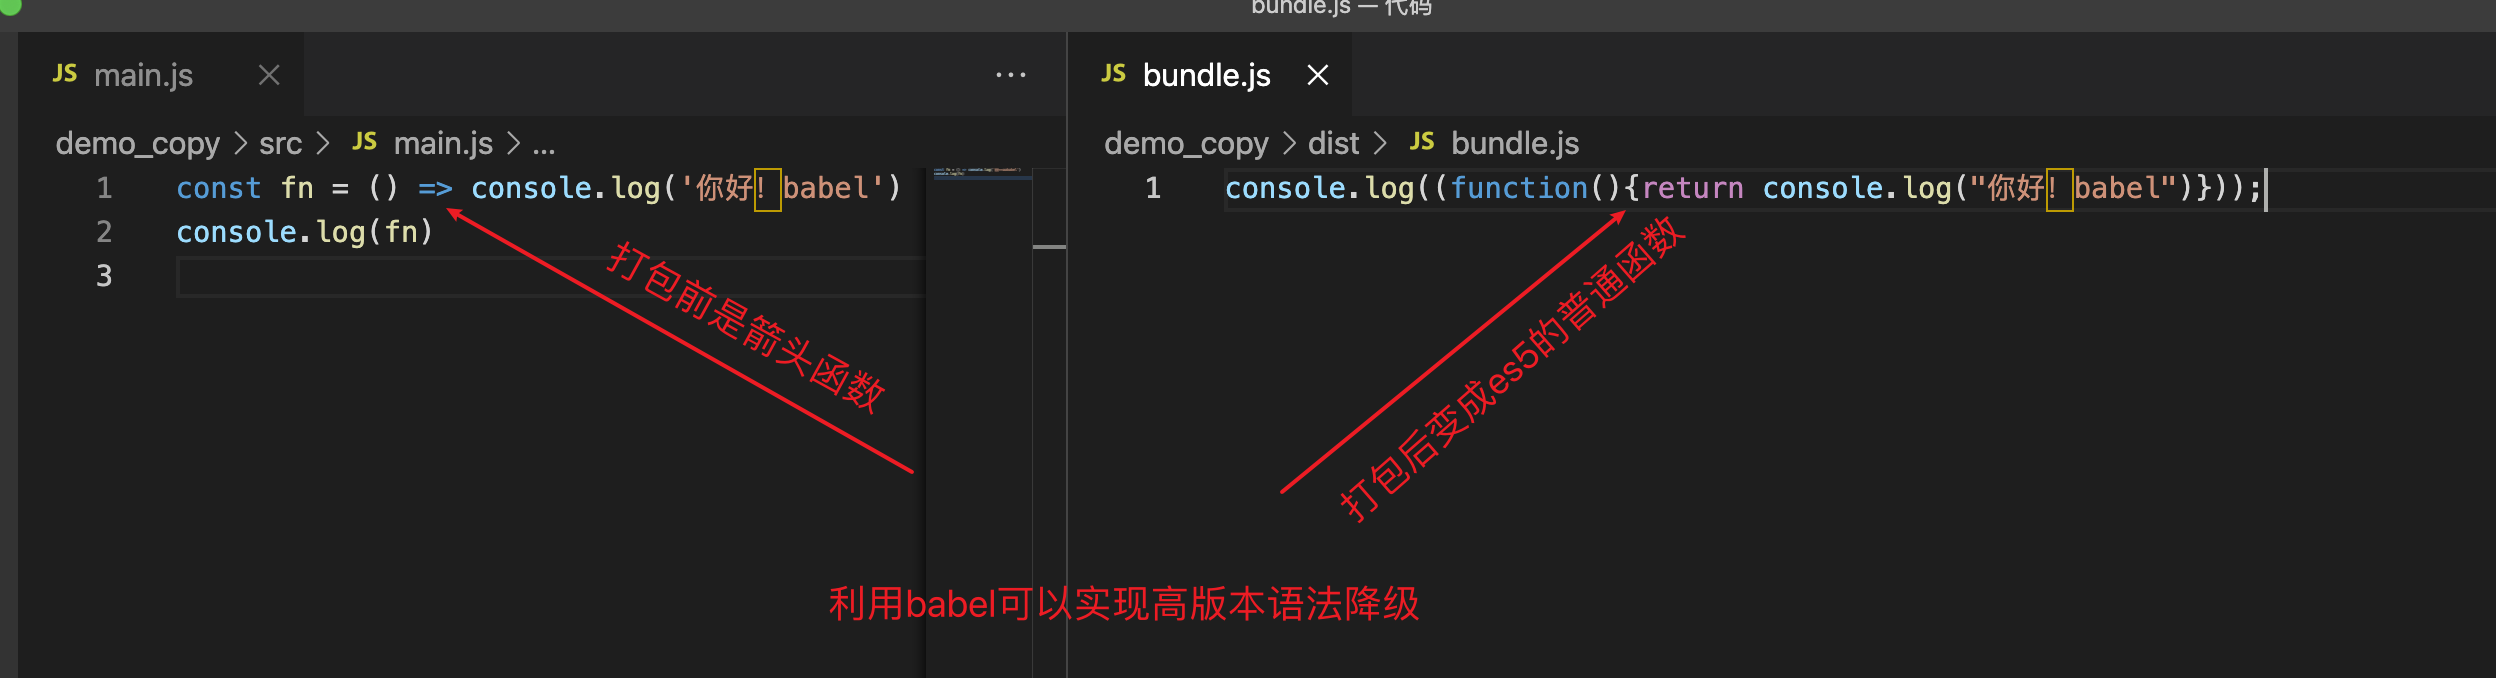 bundle.js — 代码
JS main.js
JS bundle.js
demo_copy > src > JS main.js > ...
1 const fn = () => console.log('你好！babel')
2 console.log(fn)
3
demo_copy > dist > JS bundle.js
1 console.log((function(){return console.log("你好！babel")}));
打包前是箭头函数
打包后变成es5的普通函数
利用babel可以实现高版本语法降级